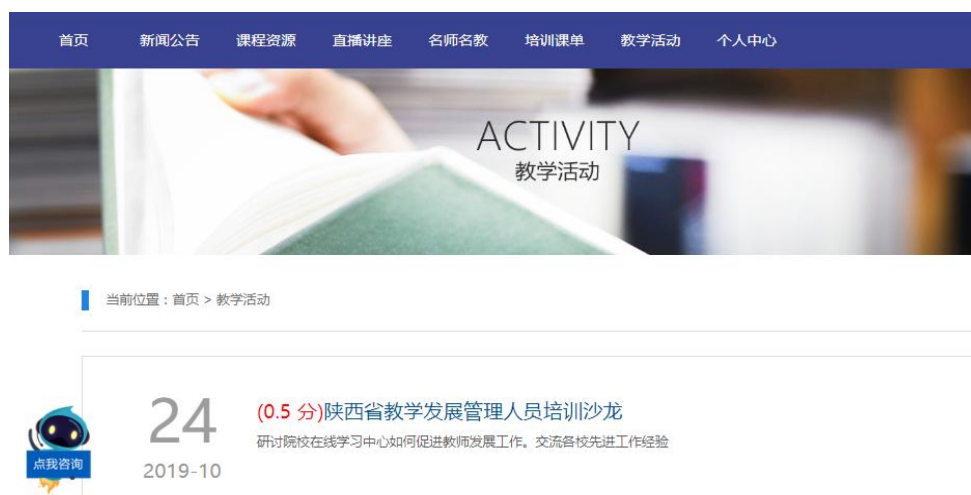 首页 新闻公告 课程资源 直播讲座 名师名教 培训课单 教学活动 个人中心
ACTIVITY
教学活动
当前位置：首页 > 教学活动
24
2019-10
(0.5 分)陕西省教学发展管理人员培训沙龙
研讨院校在线学习中心如何促进教师发展工作。交流各校先进工作经验
点我咨询